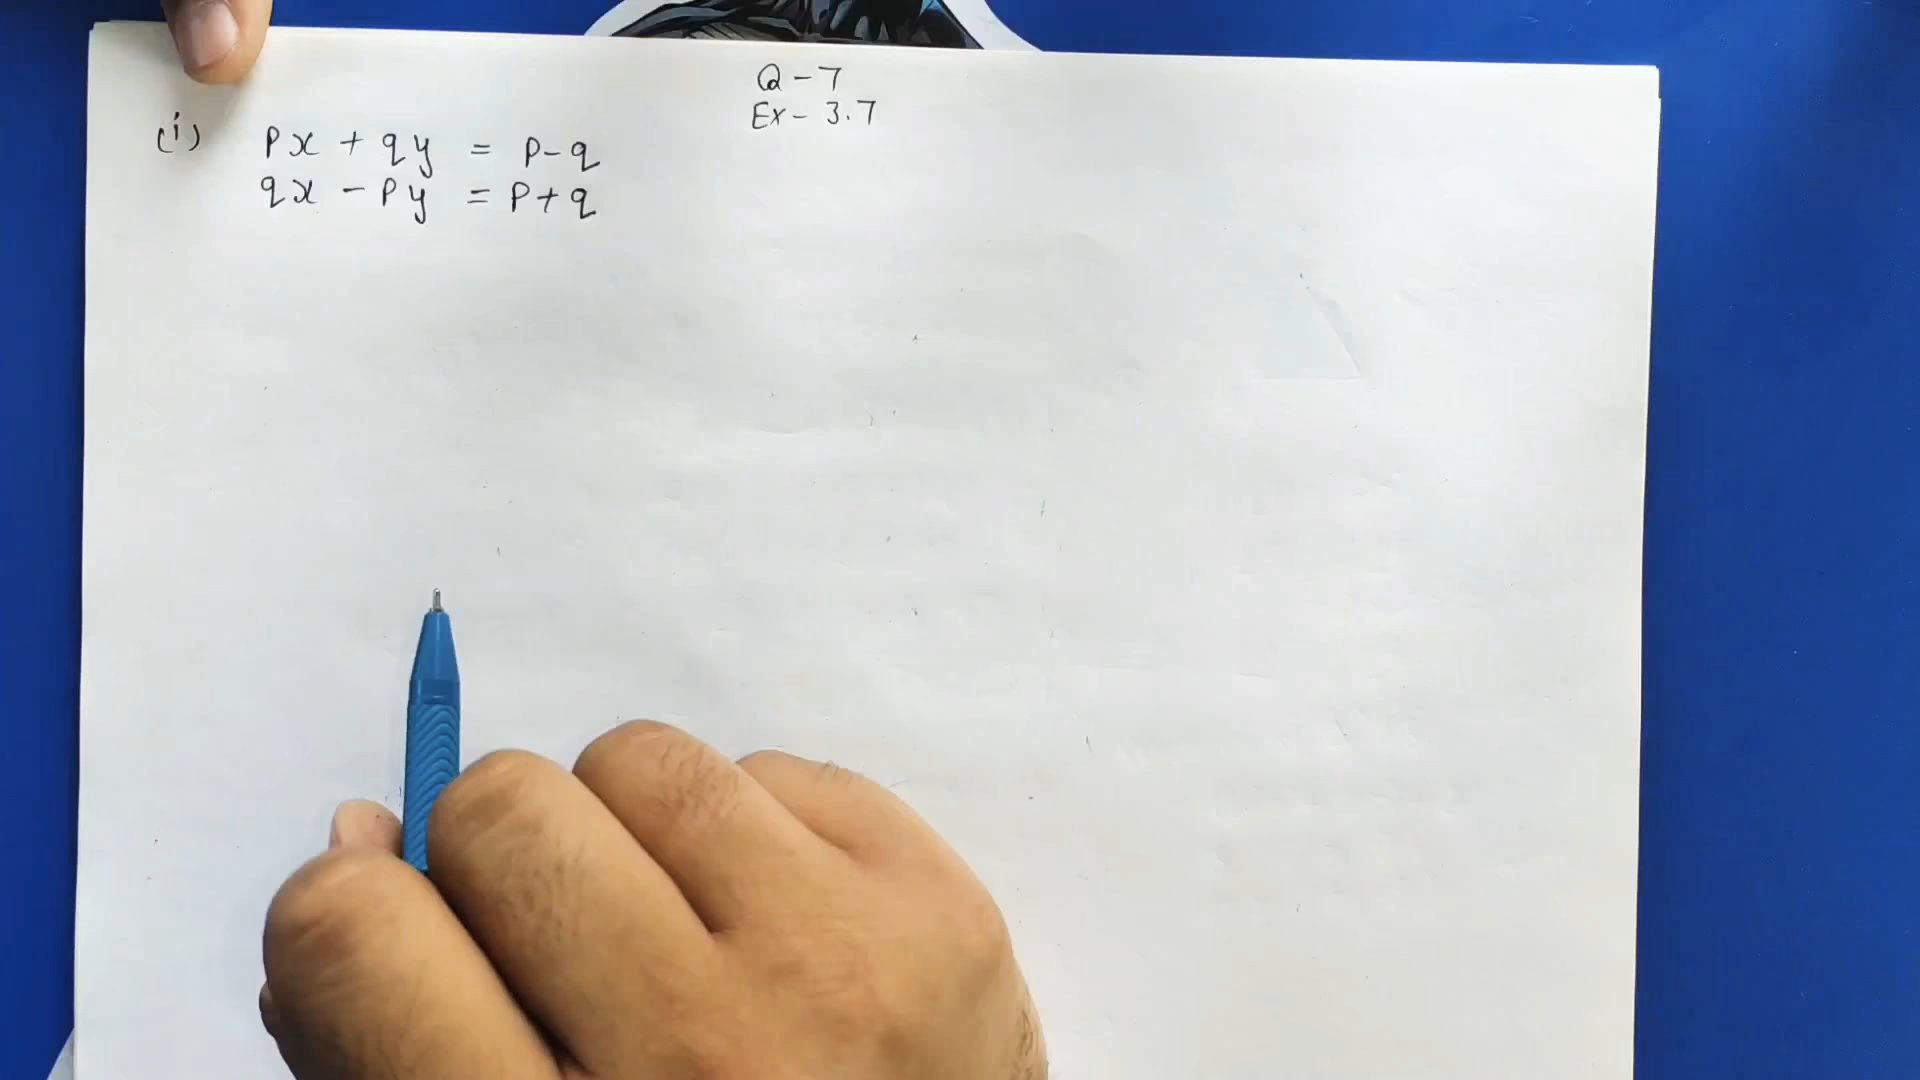 Q - 7
Ex - 3.7
(i) px + qy = p - q
qx - py = p + q